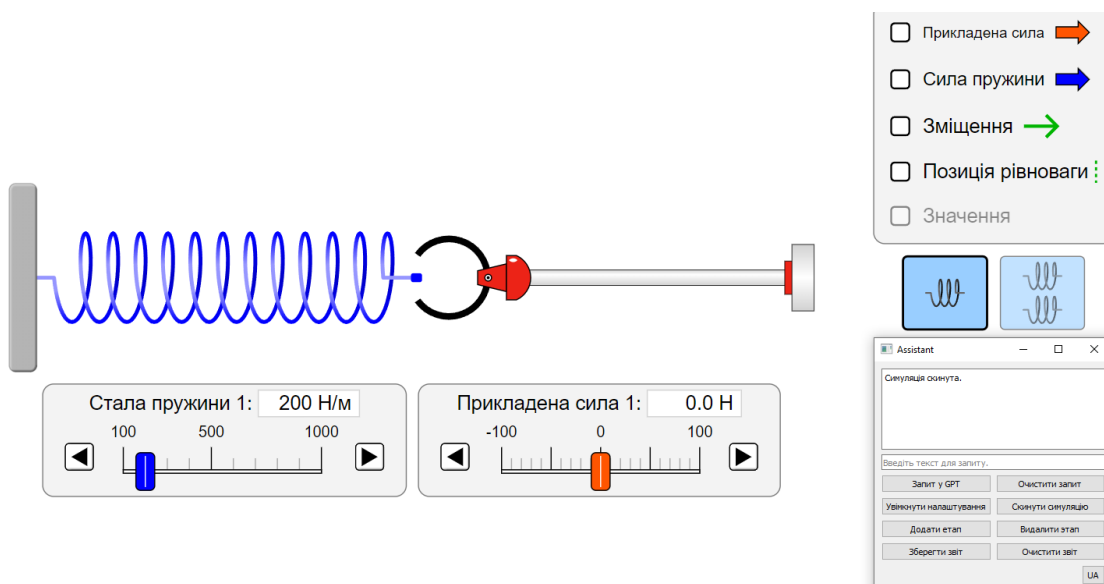 Прикладена сила
Сила пружини
Зміщення
Позиція рівноваги
Значення
Стала пружини 1: 200 Н/м
100 500 1000
Прикладена сила 1: 0.0 Н
-100 0 100
Assistant
Симуляція скинута.
Введіть текст для запиту.
Запит у GPT Очистити запит
Увімкнути налаштування Скинути симуляцію
Додати етап Видалити этап
Зберегти звіт Очистити звіт
UA